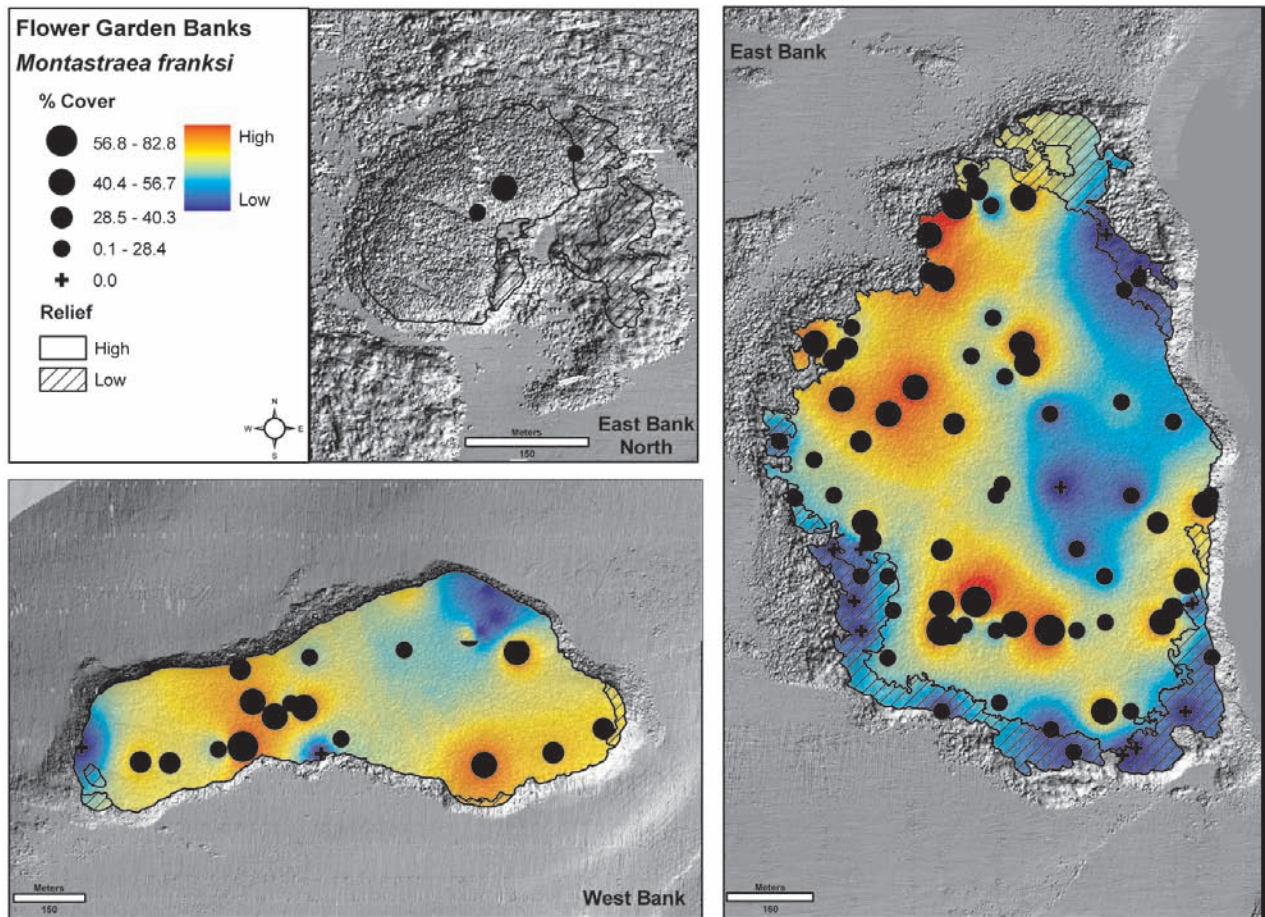 Flower Garden Banks
Montastraea franksi
% Cover
56.8 - 82.8
40.4 - 56.7
28.5 - 40.3
0.1 - 28.4
0.0
High
Low
Relief
High
Low
N
W E
S
Meters
150
East Bank
North
East Bank
Meters
160
Meters
150
West Bank